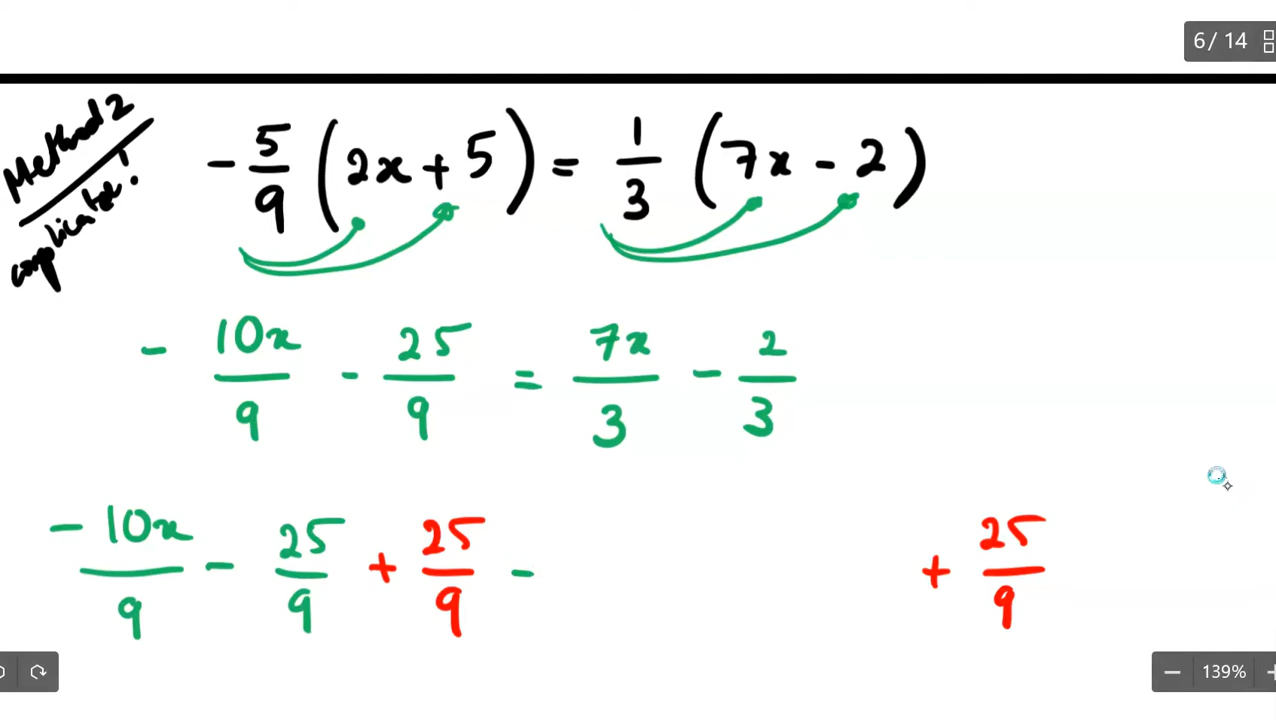 6 / 14
Method 2
complicated!
- 5/9 (2x + 5) = 1/3 (7x - 2)
- 10x/9 - 25/9 = 7x/3 - 2/3
- 10x/9 - 25/9 + 25/9 - + 25/9
139%